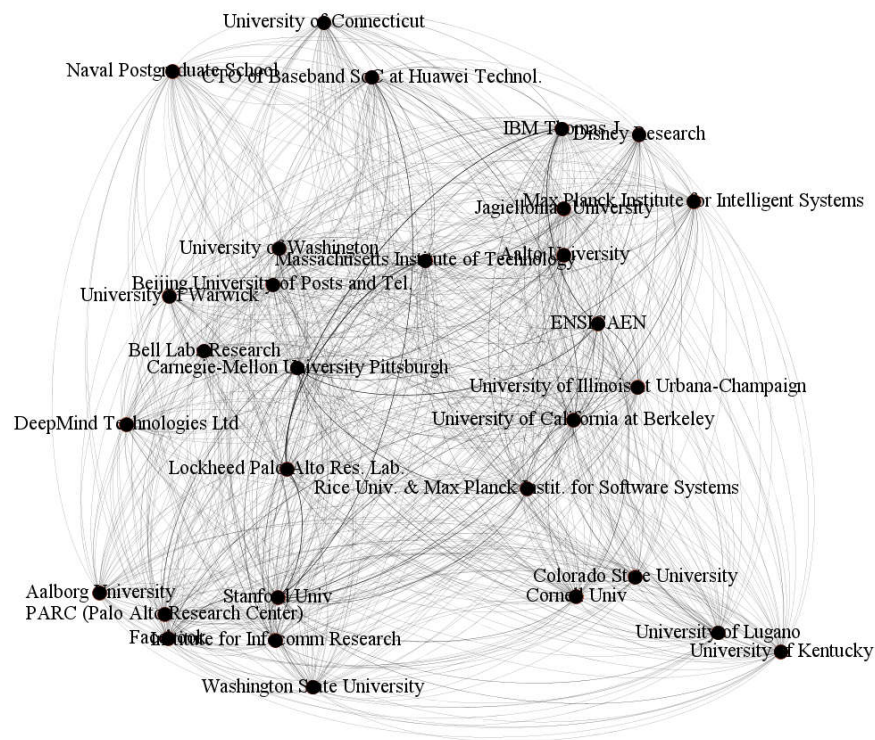 University of Connecticut
Naval Postgraduate School
CTO of Baseband SoC at Huawei Technol.
IBM Thomas J.
Disney Research
Max Planck Institute for Intelligent Systems
Jagiellonian University
University of Washington
Massachusetts Institute of Technology
Aalto University
Beijing University of Posts and Tel.
University of Warwick
ENSICAEN
Bell Labs Research
Carnegie-Mellon University Pittsburgh
University of Illinois at Urbana-Champaign
University of California at Berkeley
DeepMind Technologies Ltd
Lockheed Palo Alto Res. Lab.
Rice Univ. & Max Planck Instit. for Software Systems
Colorado State University
Aalborg University
Stanford Univ
Cornell Univ
PARC (Palo Alto Research Center)
University of Lugano
Facebook
Institute for Infocomm Research
University of Kentucky
Washington State University